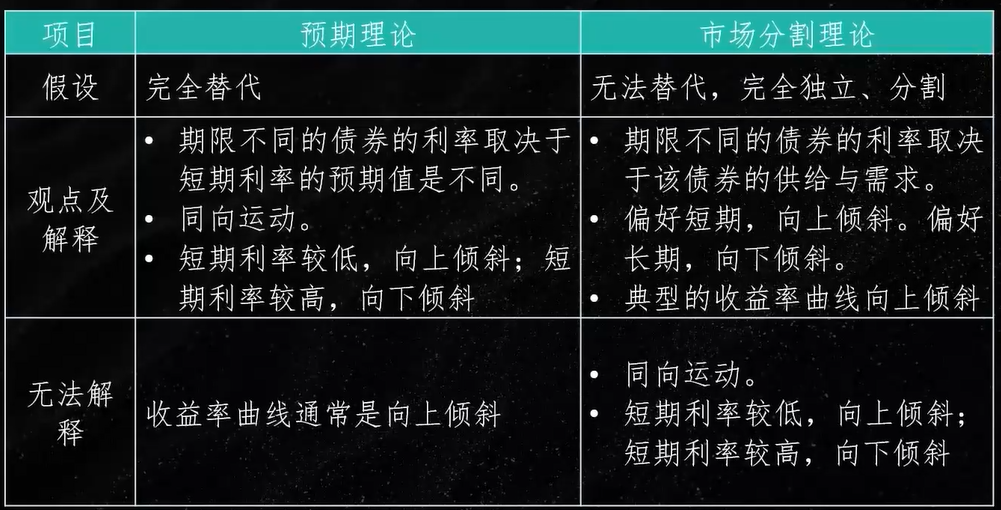 项目
预期理论
市场分割理论
假设
完全替代
无法替代，完全独立、分割
观点及
解释
• 期限不同的债券的利率取决于
短期利率的预期值是不同。
• 同向运动。
• 短期利率较低，向上倾斜；短
期利率较高，向下倾斜
• 期限不同的债券的利率取决
于该债券的供给与需求。
• 偏好短期，向上倾斜。偏好
长期，向下倾斜。
• 典型的收益率曲线向上倾斜
无法解
释
收益率曲线通常是向上倾斜
• 同向运动。
• 短期利率较低，向上倾斜；
短期利率较高，向下倾斜